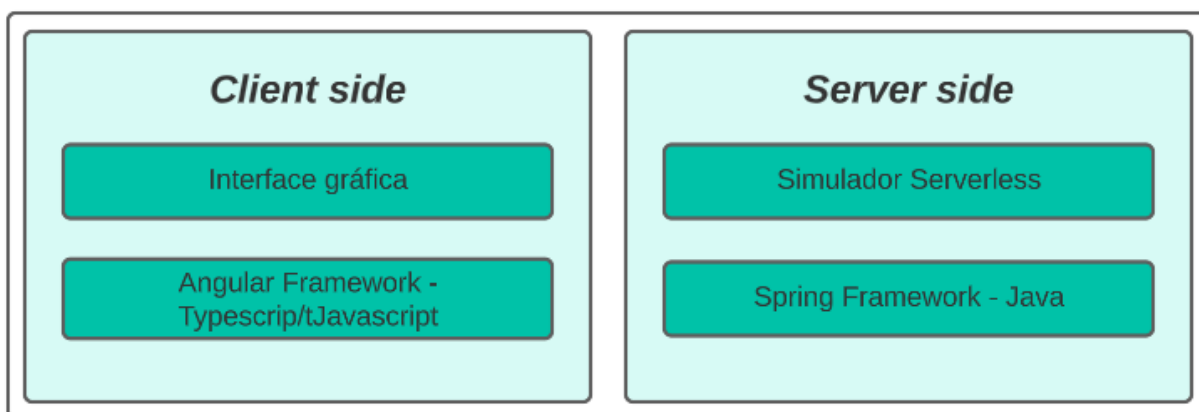 Client side
Interface gráfica
Angular Framework -
Typescrip/tJavascript
Server side
Simulador Serverless
Spring Framework - Java